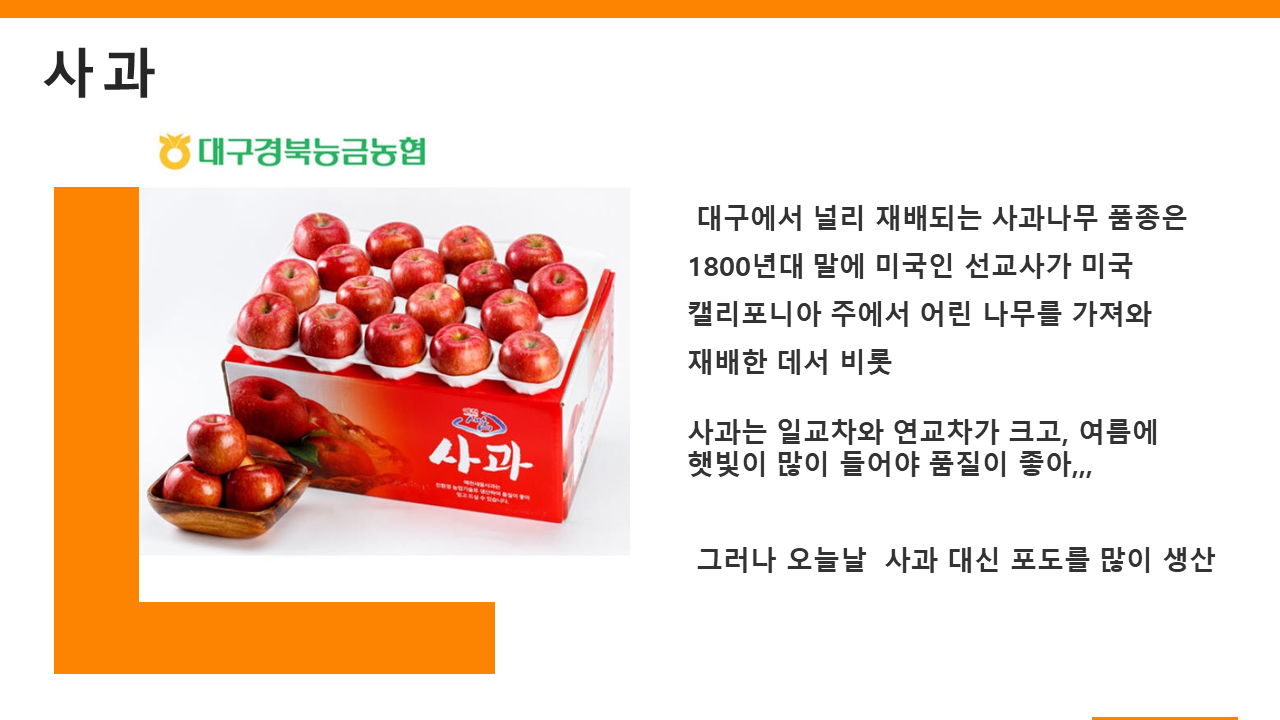 사과
대구경북능금농협
대구에서 널리 재배되는 사과나무 품종은
1800년대 말에 미국인 선교사가 미국
캘리포니아 주에서 어린 나무를 가져와
재배한 데서 비롯
사과는 일교차와 연교차가 크고, 여름에
햇빛이 많이 들어야 품질이 좋아,,,
그러나 오늘날 사과 대신 포도를 많이 생산
사과